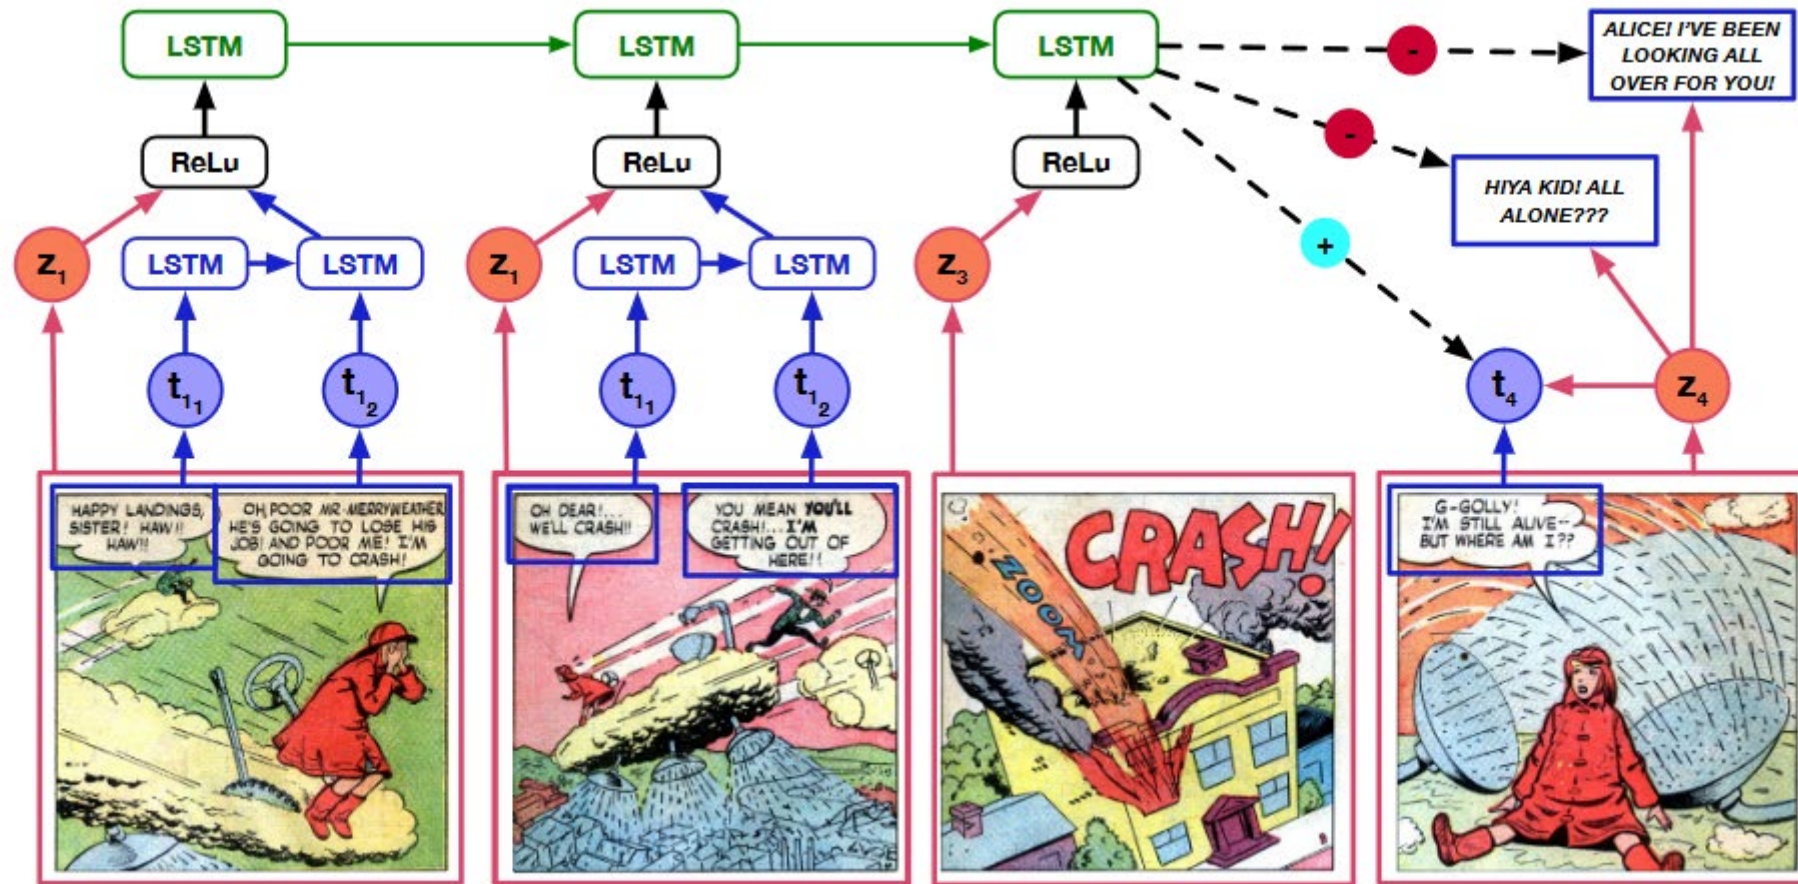 LSTM
LSTM
LSTM
-
ALICE! I'VE BEEN
LOOKING ALL
OVER FOR YOU!
ReLu
ReLu
ReLu
-
HIYA KID! ALL
ALONE???
z1
LSTM
LSTM
z1
LSTM
LSTM
z3
+
t11
t12
t11
t12
t4
z4
HAPPY LANDINGS,
SISTER! HAW!!
HAW!!
OH, POOR MR. MERRYWEATHER
HE'S GOING TO LOSE HIS
JOB! AND POOR ME! I'M
GOING TO CRASH!
OH DEAR!...
WE'LL CRASH!!
YOU MEAN YOU'LL
CRASH!... I'M
GETTING OUT OF
HERE!!
CRASH!
ZOOM
G-GOLLY!
I'M STILL ALIVE--
BUT WHERE AM I??